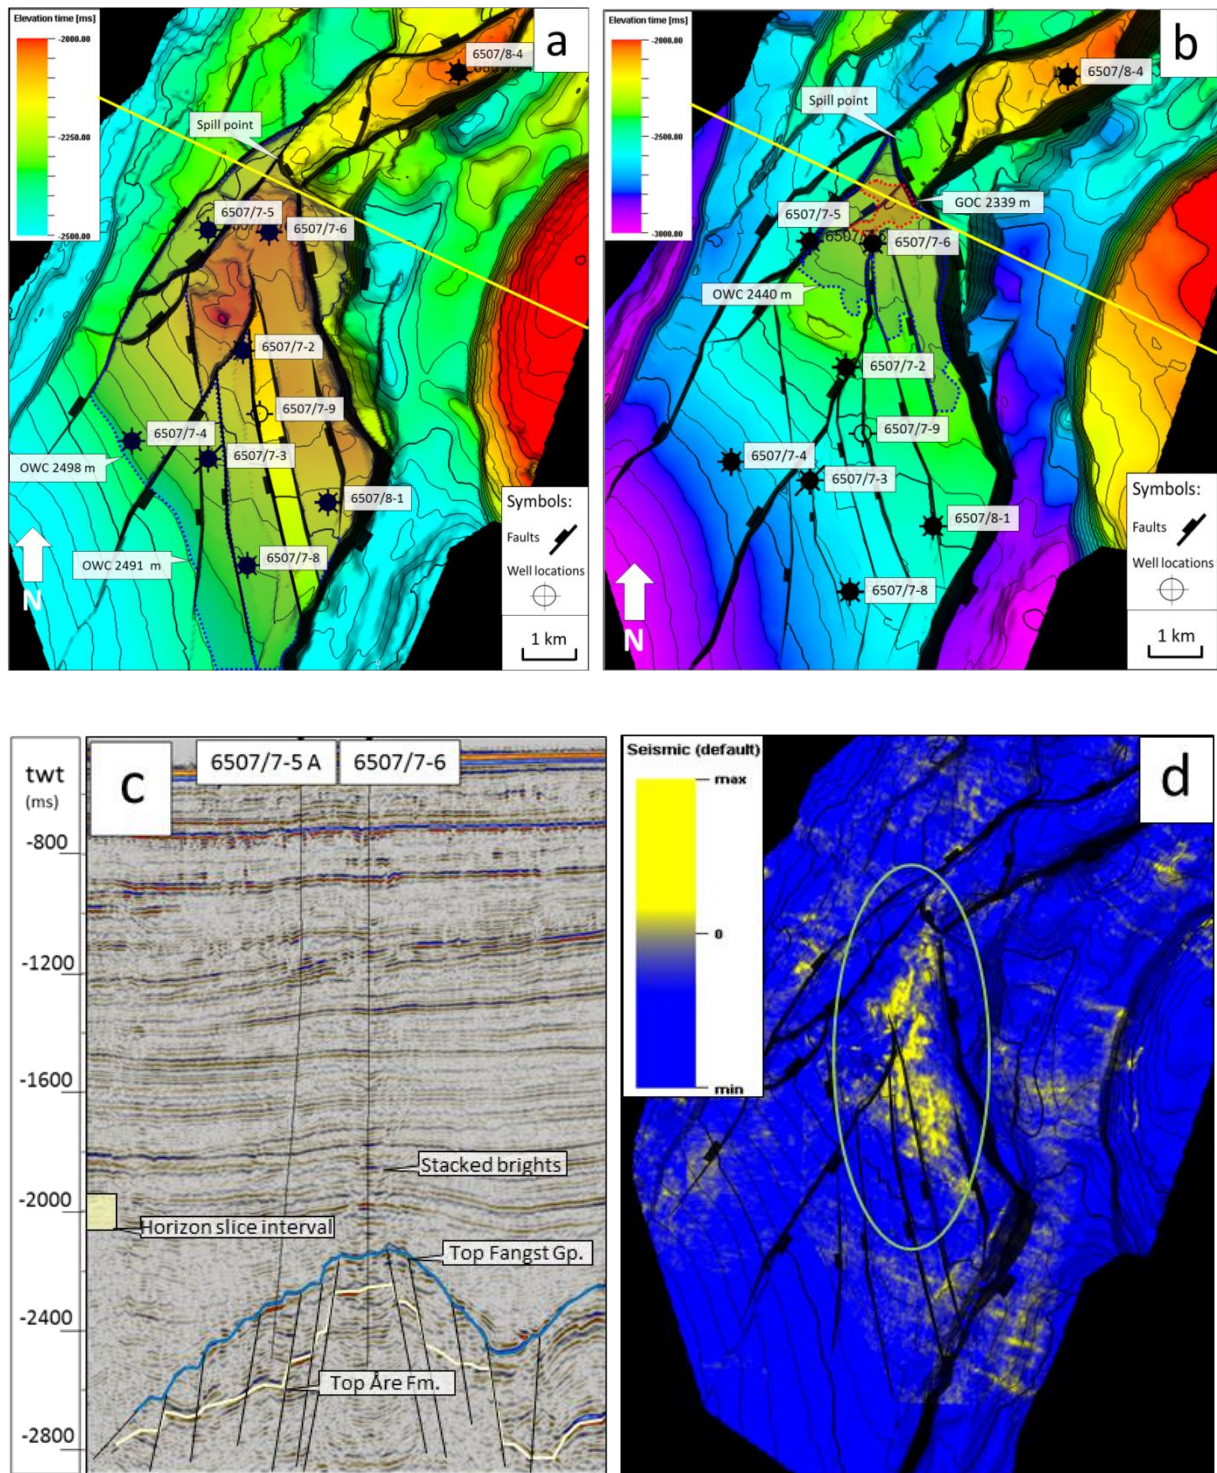 Elevation time [ms]
-2000.00
-2250.00
-2500.00
a
6507/8-4
Spill point
6507/7-5
6507/7-6
6507/7-2
6507/7-9
6507/7-4
6507/7-3
OWC 2498 m
6507/8-1
OWC 2491 m
6507/7-8
N
Symbols:
Faults
Well locations
1 km
Elevation time [ms]
-2000.00
-2500.00
-3000.00
b
6507/8-4
Spill point
GOC 2339 m
6507/7-5
6507/7-6
OWC 2440 m
6507/7-2
6507/7-9
6507/7-4
6507/7-3
6507/8-1
6507/7-8
N
Symbols:
Faults
Well locations
1 km
twt
(ms)
c
6507/7-5 A
6507/7-6
-800
-1200
-1600
Stacked brights
-2000
Horizon slice interval
Top Fangst Gp.
-2400
Top Åre Fm.
-2800
Seismic (default)
max
0
min
d